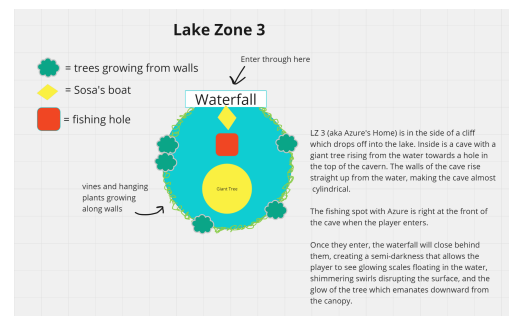 Lake Zone 3
Enter through here
= trees growing from walls
= Sosa's boat
= fishing hole
Waterfall
Giant Tree
vines and hanging
plants growing
along walls
LZ 3 (aka Azure's Home) is in the side of a cliff
which drops off into the lake. Inside is a cave with a
giant tree rising from the water towards a hole in
the top of the cavern. The walls of the cave rise
straight up from the water, making the cave almost
cylindrical.
The fishing spot with Azure is right at the front of
the cave when the player enters.
Once they enter, the waterfall will close behind
them, creating a semi-darkness that allows the
player to see glowing scales floating in the water,
shimmering swirls disrupting the surface, and the
glow of the tree which emanates downward from
the canopy.